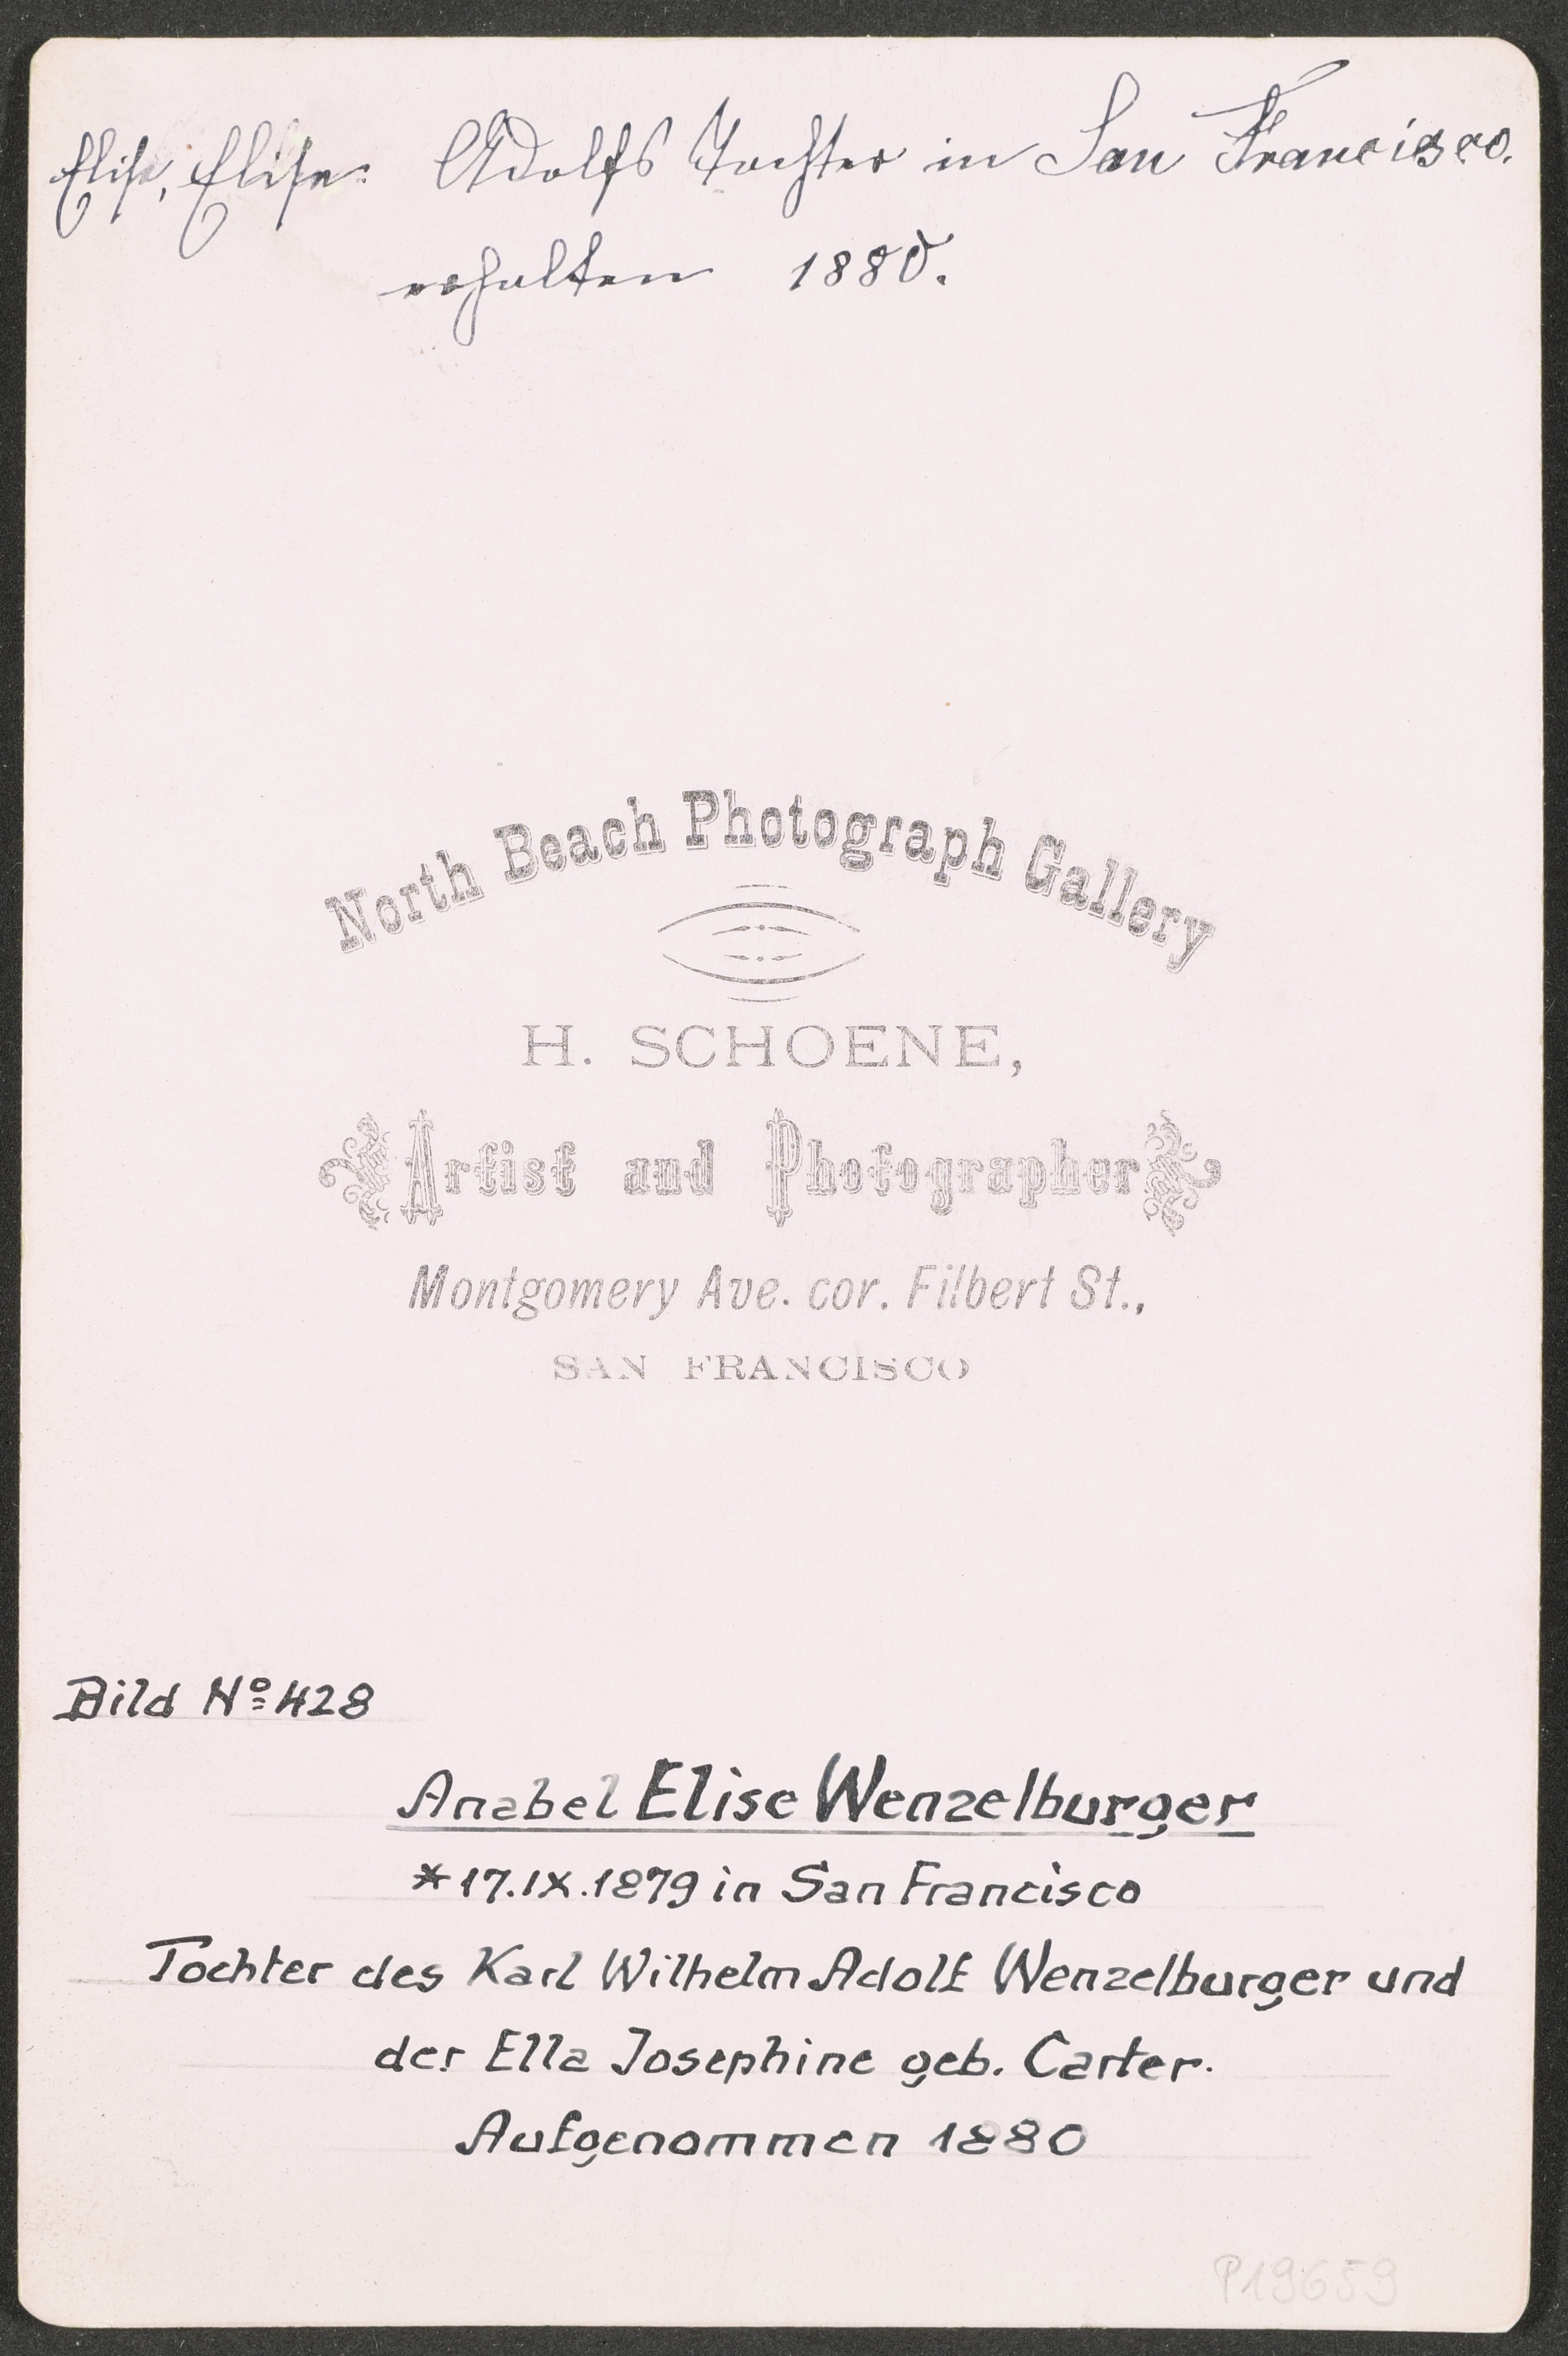 Elise, Elise. Adolfs Tochter in San Francisco.
erhalten 1880.
North Beach Photograph Gallery
H. SCHOENE,
Artist and Photographer
Montgomery Ave. cor. Filbert St.,
SAN FRANCISCO
Bild Nº 428
Anabel Elise Wenzelburger
*17.IX.1879 in San Francisco
Tochter des Karl Wilhelm Adolf Wenzelburger und
der Ella Josephine geb. Carter.
Aufgenommen 1880
P19659